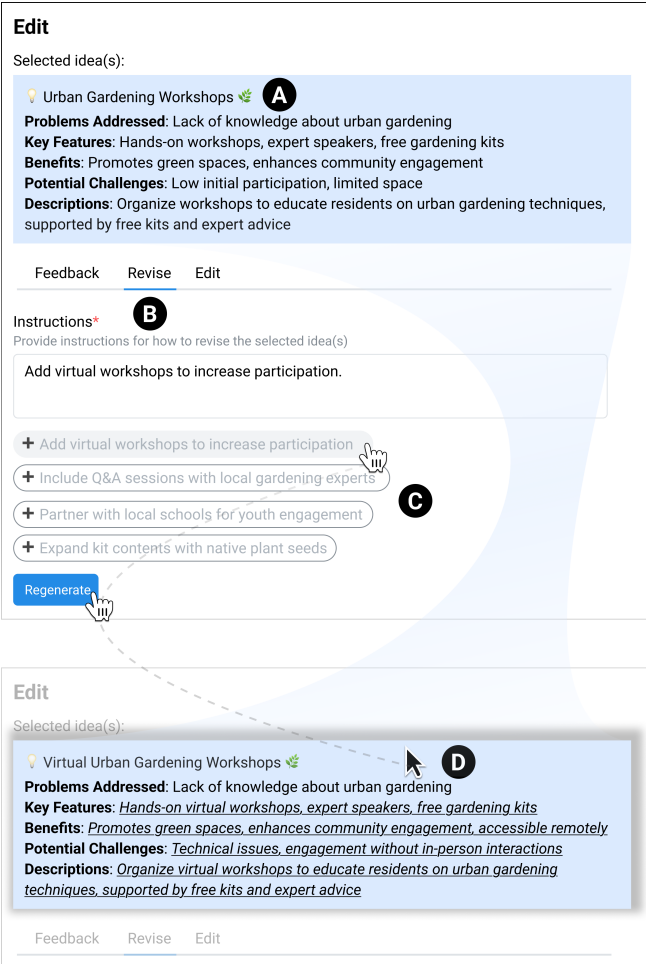 Edit
Selected idea(s):
💡 Urban Gardening Workshops 🌿 A
Problems Addressed: Lack of knowledge about urban gardening
Key Features: Hands-on workshops, expert speakers, free gardening kits
Benefits: Promotes green spaces, enhances community engagement
Potential Challenges: Low initial participation, limited space
Descriptions: Organize workshops to educate residents on urban gardening techniques,
supported by free kits and expert advice
Feedback Revise Edit
B
Instructions*
Provide instructions for how to revise the selected idea(s)
Add virtual workshops to increase participation.
+ Add virtual workshops to increase participation
+ Include Q&A sessions with local gardening experts
C
+ Partner with local schools for youth engagement
+ Expand kit contents with native plant seeds
Regenerate
Edit
Selected idea(s):
💡 Virtual Urban Gardening Workshops 🌿 D
Problems Addressed: Lack of knowledge about urban gardening
Key Features: Hands-on virtual workshops, expert speakers, free gardening kits
Benefits: Promotes green spaces, enhances community engagement, accessible remotely
Potential Challenges: Technical issues, engagement without in-person interactions
Descriptions: Organize virtual workshops to educate residents on urban gardening
techniques, supported by free kits and expert advice
Feedback Revise Edit